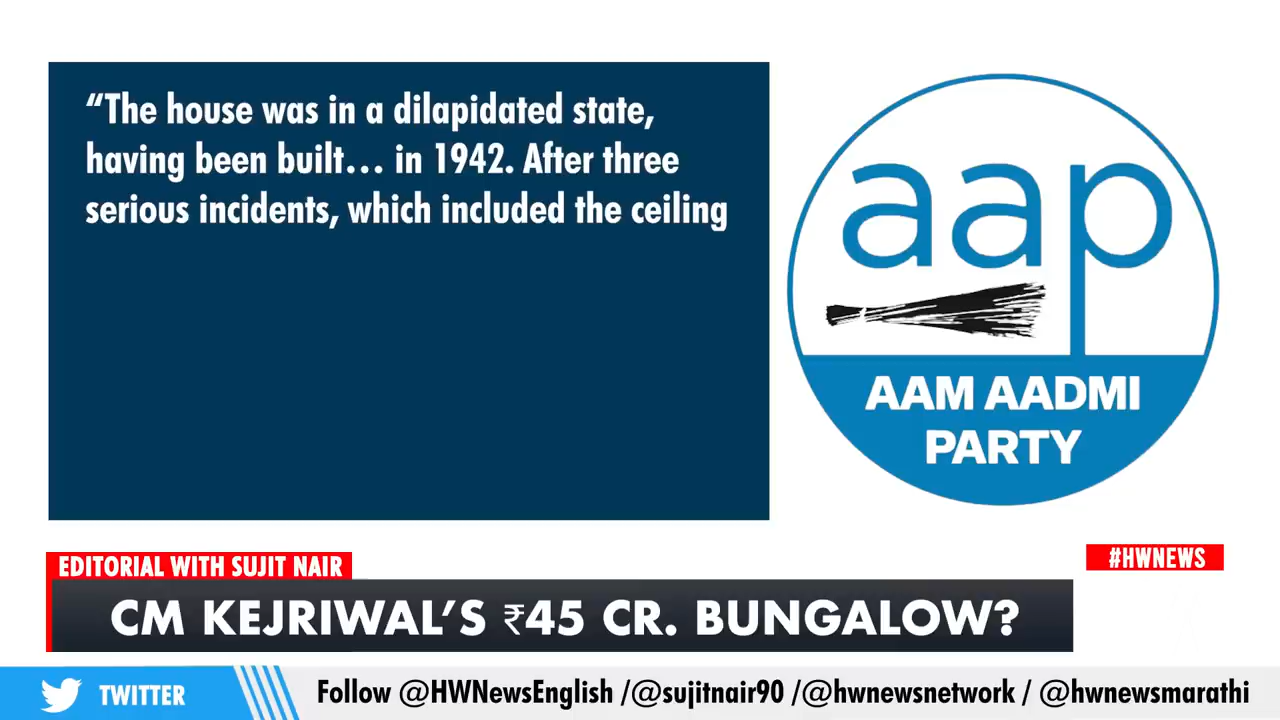 “The house was in a dilapidated state,
having been built... in 1942. After three
serious incidents, which included the ceiling
aap
AAM AADMI
PARTY
EDITORIAL WITH SUJIT NAIR
#HWNEWS
CM KEJRIWAL’S ₹45 CR. BUNGALOW?
TWITTER
Follow @HWNewsEnglish /@sujitnair90 /@hwnewsnetwork / @hwnewsmarathi